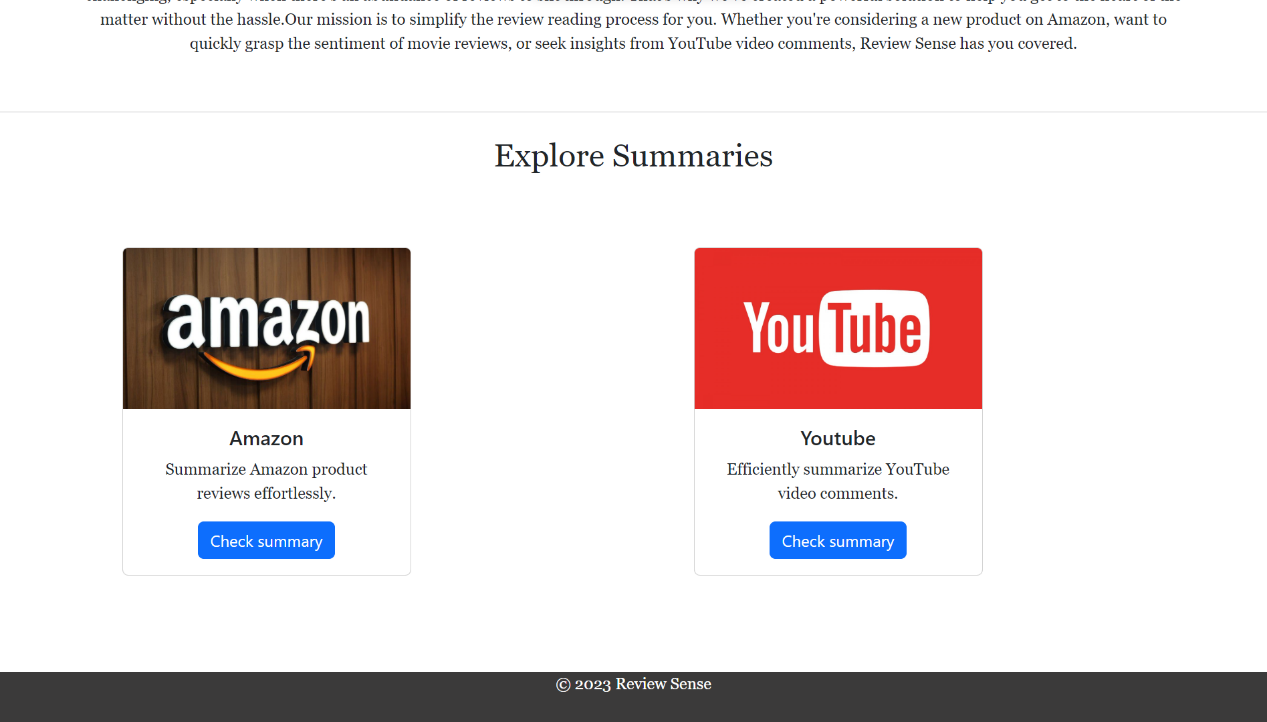 matter without the hassle.Our mission is to simplify the review reading process for you. Whether you're considering a new product on Amazon, want to
quickly grasp the sentiment of movie reviews, or seek insights from YouTube video comments, Review Sense has you covered.
Explore Summaries
amazon
Amazon
Summarize Amazon product
reviews effortlessly.
Check summary
YouTube
Youtube
Efficiently summarize YouTube
video comments.
Check summary
© 2023 Review Sense